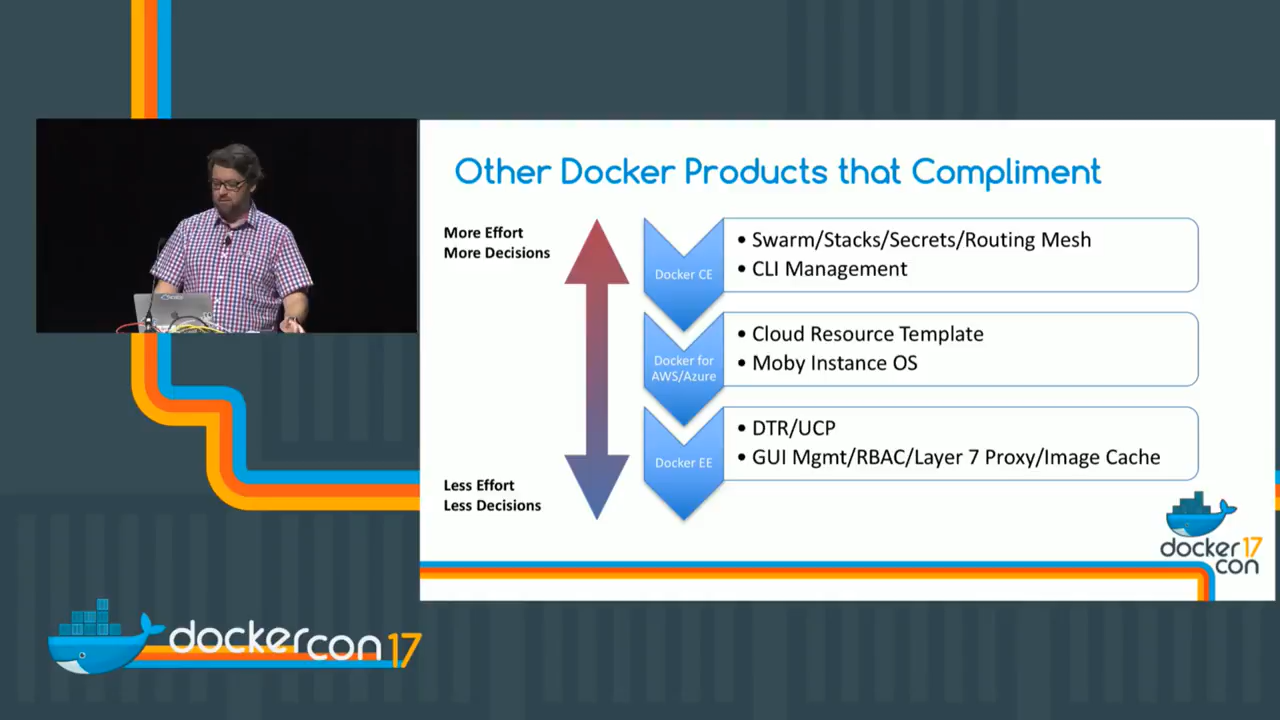 Other Docker Products that Compliment
More Effort
More Decisions
Less Effort
Less Decisions
Docker CE
• Swarm/Stacks/Secrets/Routing Mesh
• CLI Management
Docker for
AWS/Azure
• Cloud Resource Template
• Moby Instance OS
Docker EE
• DTR/UCP
• GUI Mgmt/RBAC/Layer 7 Proxy/Image Cache
docker 17
con
dockercon 17